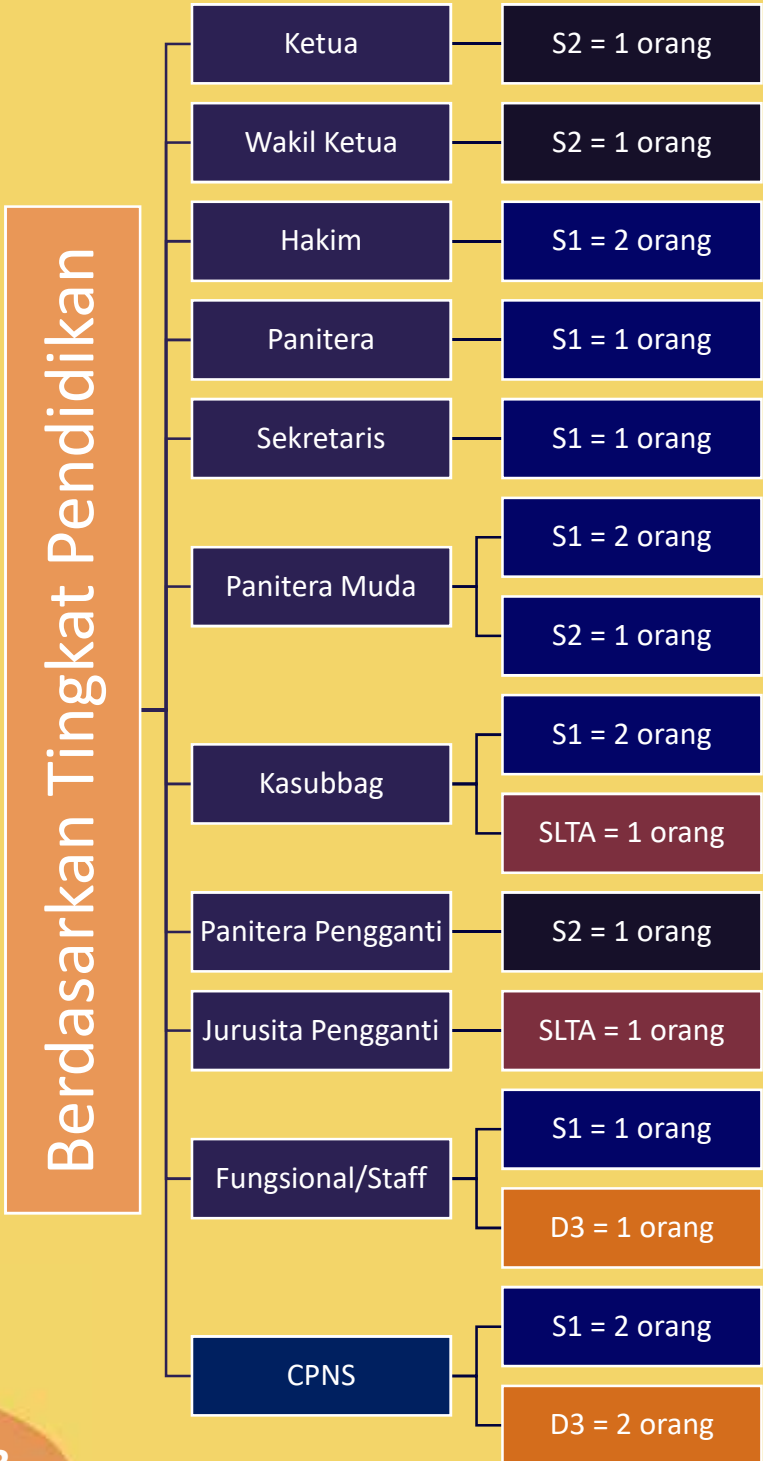 Berdasarkan Tingkat Pendidikan
Ketua
S2 = 1 orang
Wakil Ketua
S2 = 1 orang
Hakim
S1 = 2 orang
Panitera
S1 = 1 orang
Sekretaris
S1 = 1 orang
Panitera Muda
S1 = 2 orang
S2 = 1 orang
Kasubbag
S1 = 2 orang
SLTA = 1 orang
Panitera Pengganti
S2 = 1 orang
Jurusita Pengganti
SLTA = 1 orang
Fungsional/Staff
S1 = 1 orang
D3 = 1 orang
CPNS
S1 = 2 orang
D3 = 2 orang